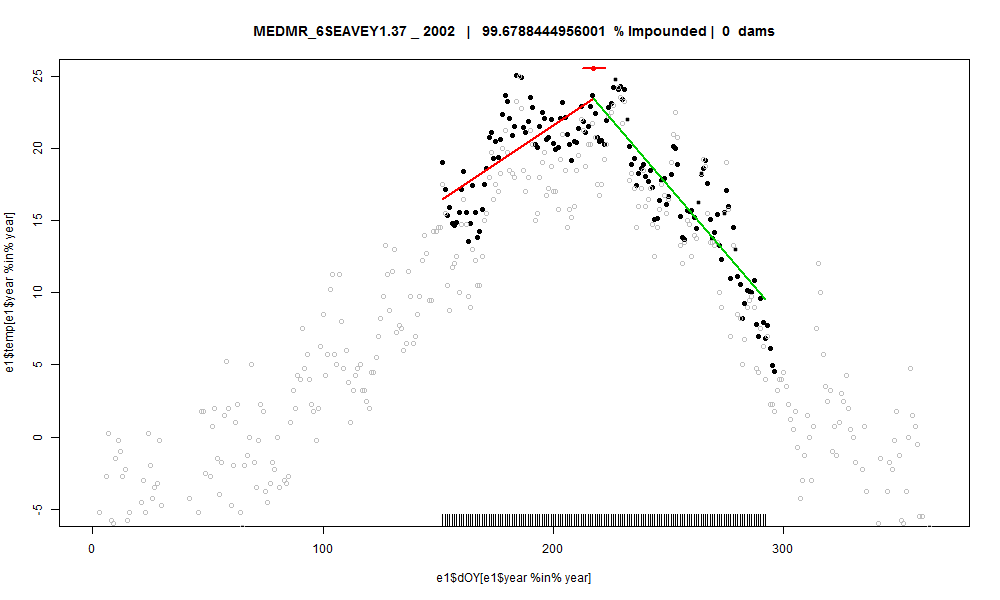 MEDMR_6SEAVEY1.37 _ 2002 | 99.6788444956001 % Impounded | 0 dams
e1$temp[e1$year %in% year]
25
20
15
10
5
0
-5
0 100 200 300
e1$dOY[e1$year %in% year]